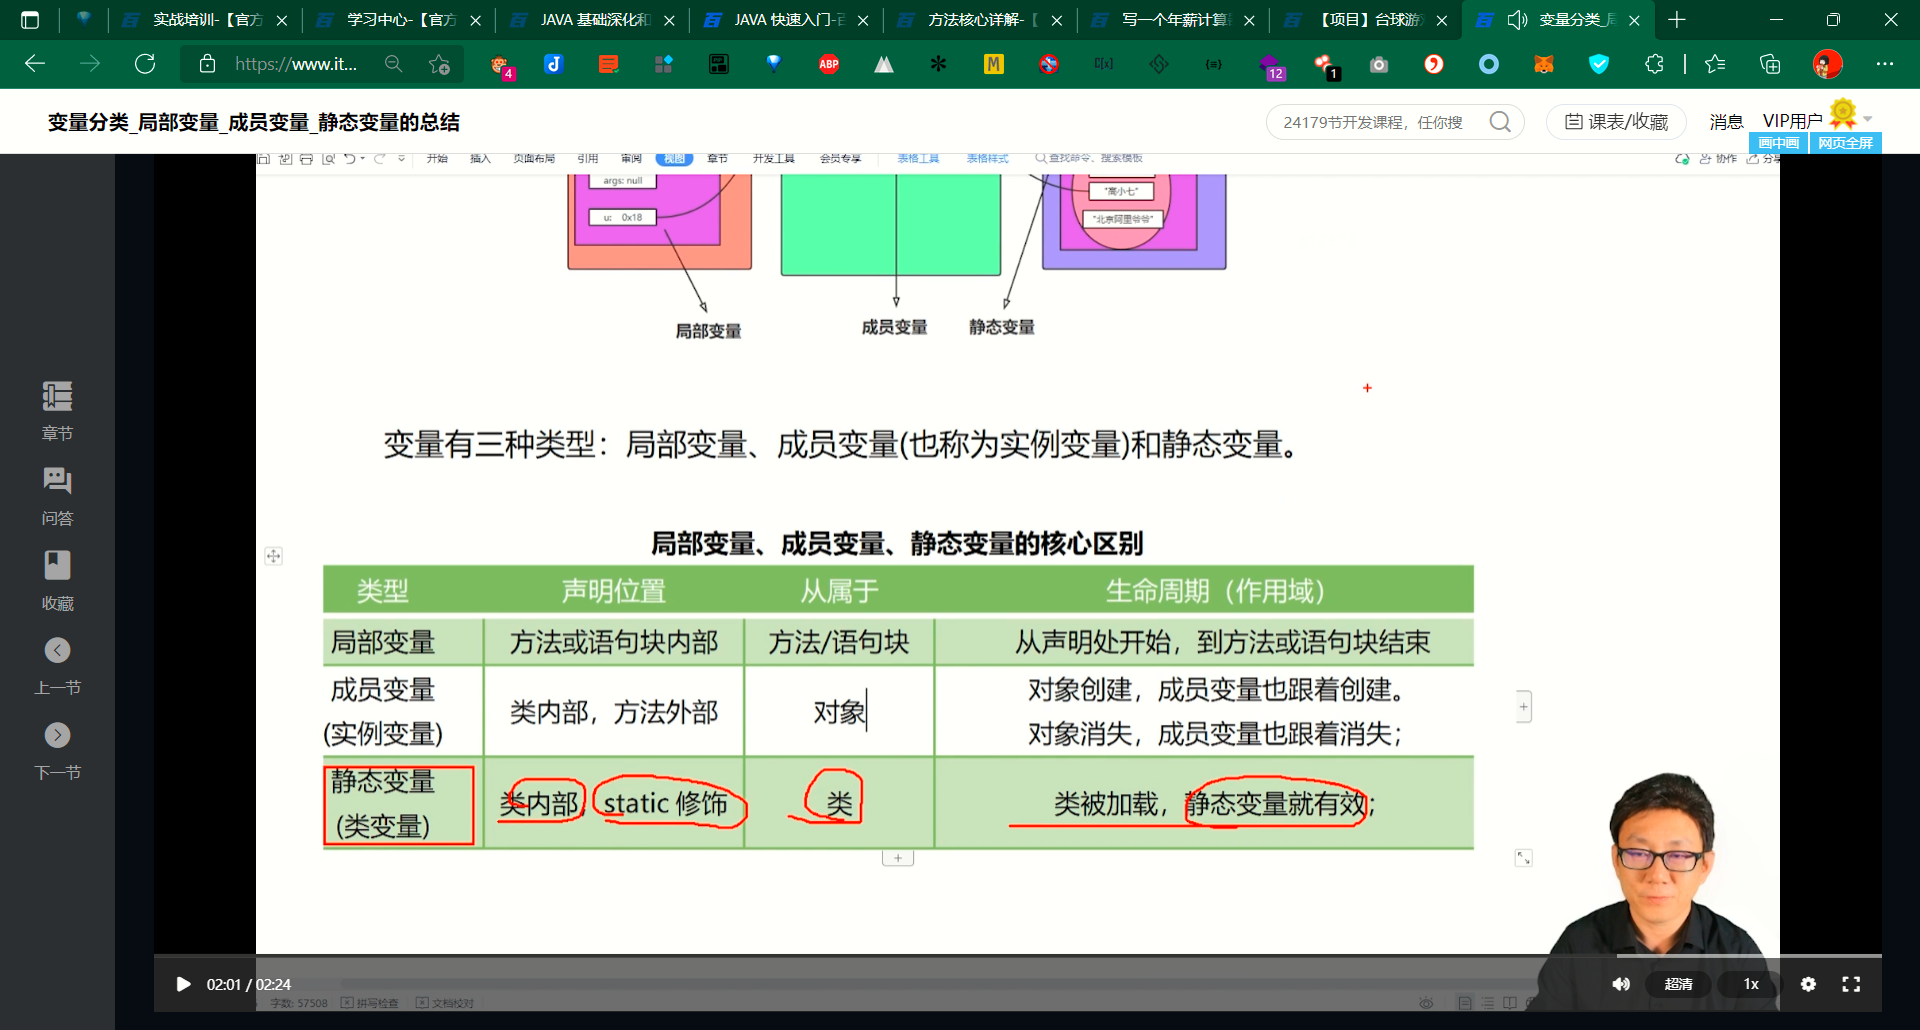 实战培训-【官方
学习中心-【官方
JAVA 基础深化和
JAVA 快速入门-百
方法核心详解-【
写一个年薪计算
【项目】台球游戏
变量分类_局
https://www.it...
4
ABP
M
12
1
变量分类_局部变量_成员变量_静态变量的总结
24179节开发课程，任你搜
课表/收藏
消息
VIP用户
画中画
网页全屏
开始 插入 页面布局 引用 审阅 视图 章节 开发工具 会员专享 表格工具 表格样式 查找命令、搜索模板
协作 分享
args: null
u: 0x18
"高小七"
"北京阿里爷爷"
局部变量
成员变量
静态变量
章节
问答
收藏
上一节
下一节
变量有三种类型：局部变量、成员变量(也称为实例变量)和静态变量。
局部变量、成员变量、静态变量的核心区别
类型 声明位置 从属于 生命周期（作用域）
局部变量 方法或语句块内部 方法/语句块 从声明处开始，到方法或语句块结束
成员变量
(实例变量)
类内部，方法外部
对象
对象创建，成员变量也跟着创建。
对象消失，成员变量也跟着消失；
静态变量
(类变量)
类内部，static 修饰
类
类被加载，静态变量就有效；
02:01 / 02:24
超清
1x
字数: 57508 拼写检查 文档校对